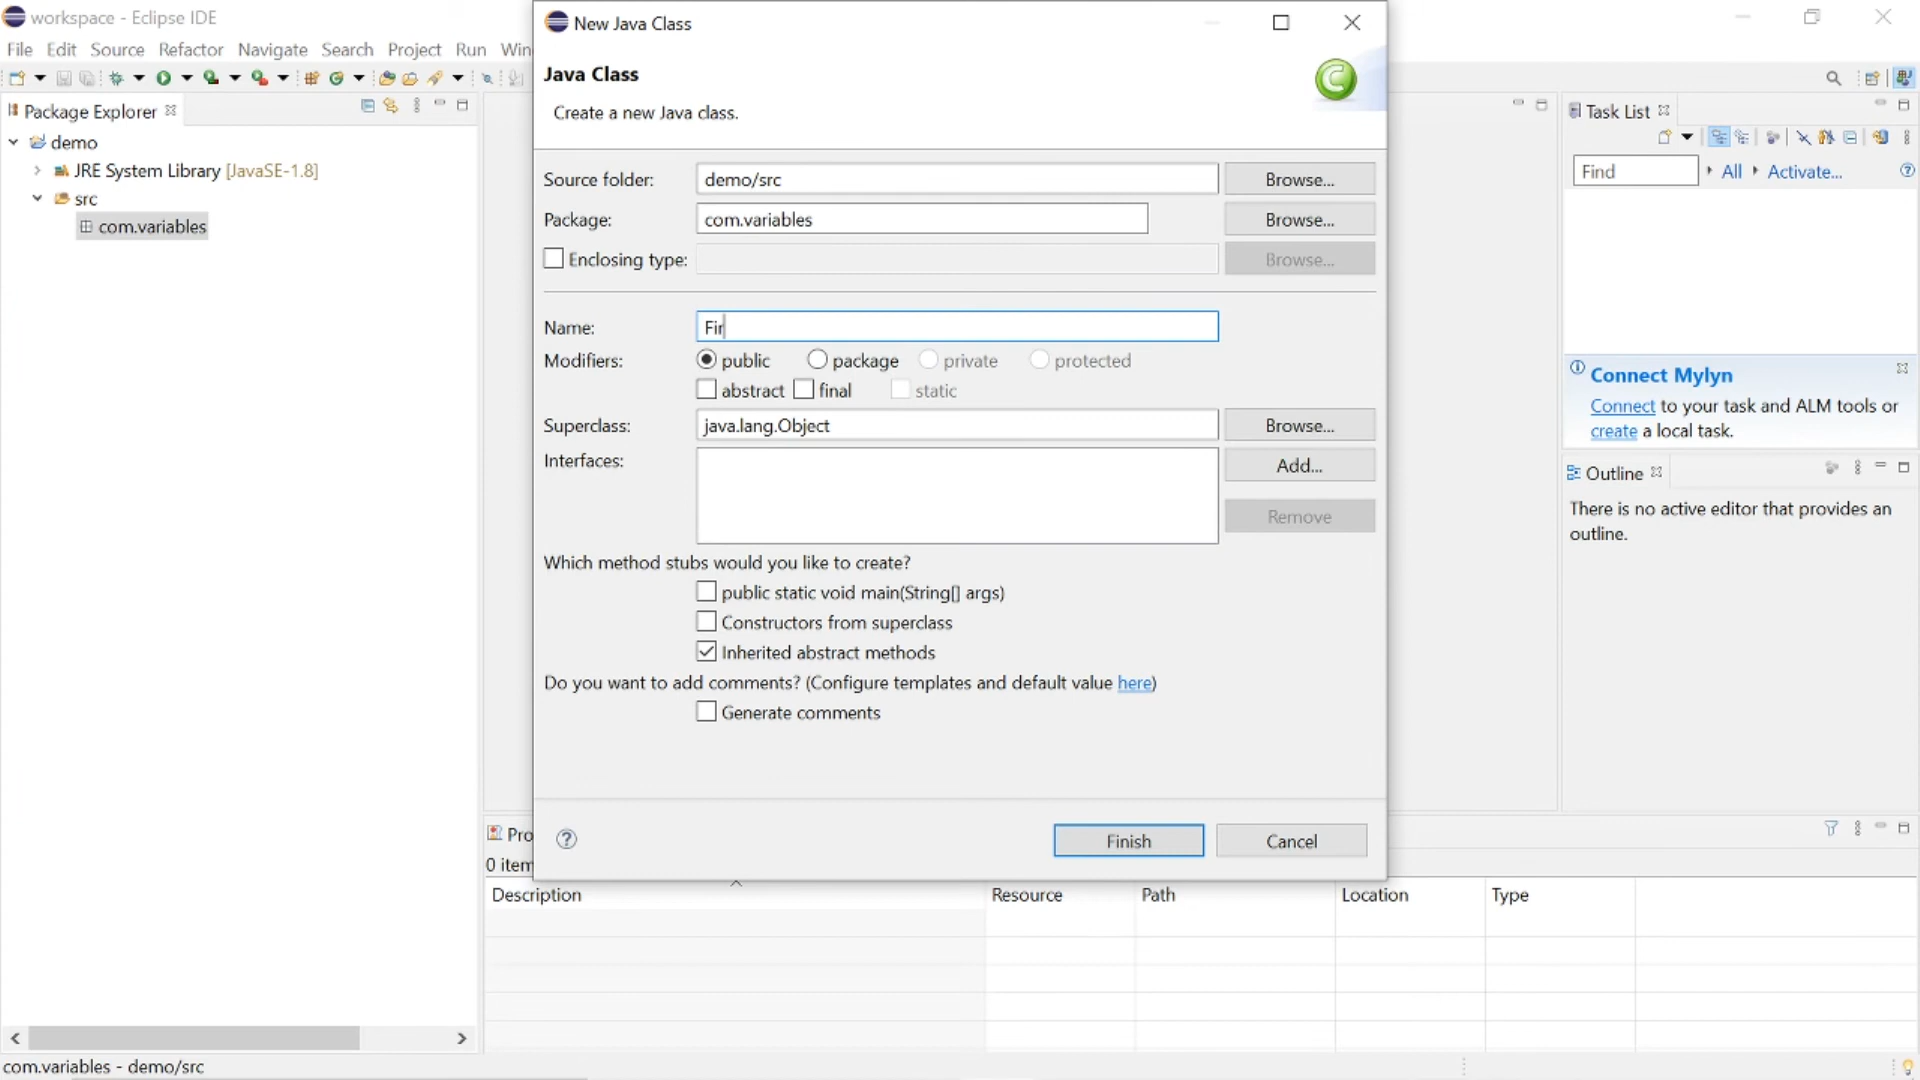 workspace - Eclipse IDE
File Edit Source Refactor Navigate Search Project Run Win
Package Explorer
demo
JRE System Library [JavaSE-1.8]
src
com.variables
New Java Class
Java Class
Create a new Java class.
Source folder: demo/src Browse...
Package: com.variables Browse...
Enclosing type: Browse...
Name: Fir
Modifiers: public package private protected
abstract final static
Superclass: java.lang.Object Browse...
Interfaces: Add...
Remove
Which method stubs would you like to create?
public static void main(String[] args)
Constructors from superclass
Inherited abstract methods
Do you want to add comments? (Configure templates and default value here)
Generate comments
Finish Cancel
Task List
Find All Activate...
Connect Mylyn
Connect to your task and ALM tools or
create a local task.
Outline
There is no active editor that provides an
outline.
Pro
0 item
Description Resource Path Location Type
com.variables - demo/src